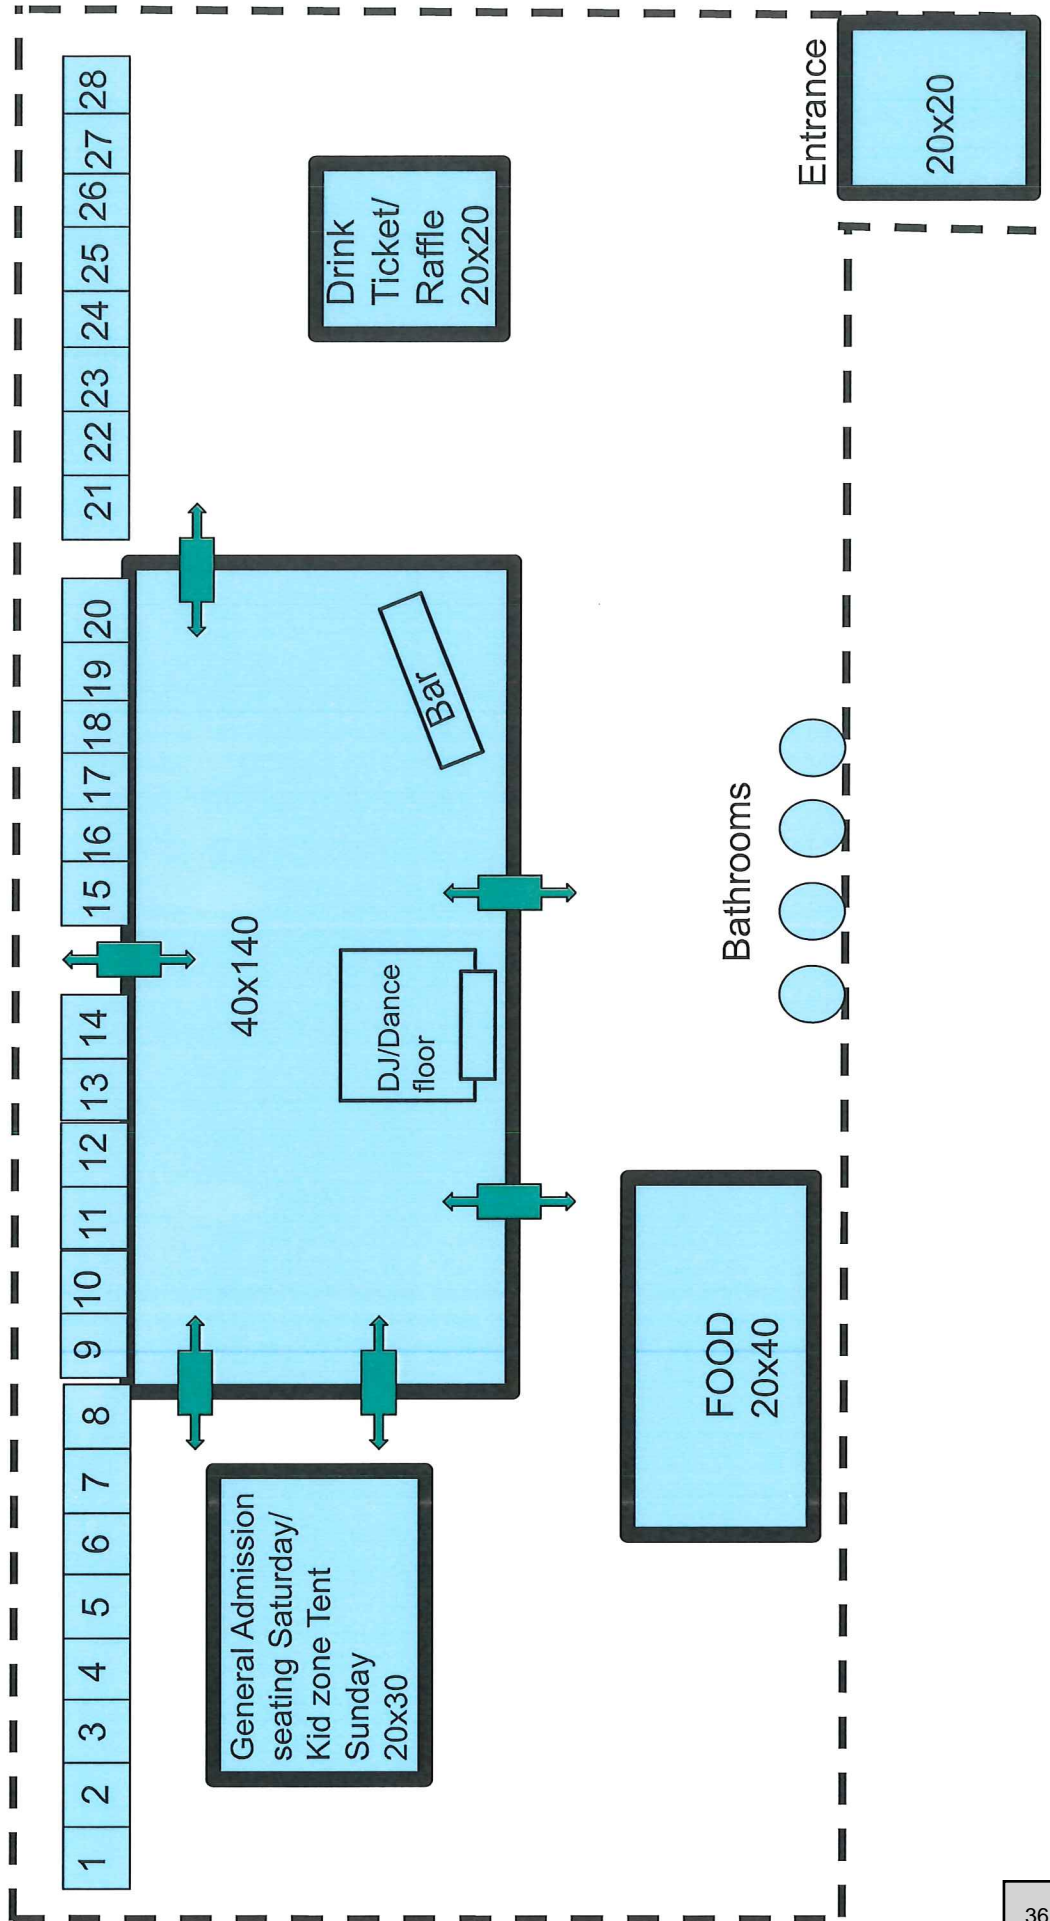 1
2
3
4
5
6
7
8
9
10
11
12
13
14
15
16
17
18
19
20
21
22
23
24
25
26
27
28
General Admission
seating Saturday/
Kid zone Tent
Sunday
20x30
40x140
DJ/Dance
floor
Bar
Drink
Ticket/
Raffle
20x20
FOOD
20x40
Bathrooms
Entrance
20x20
36